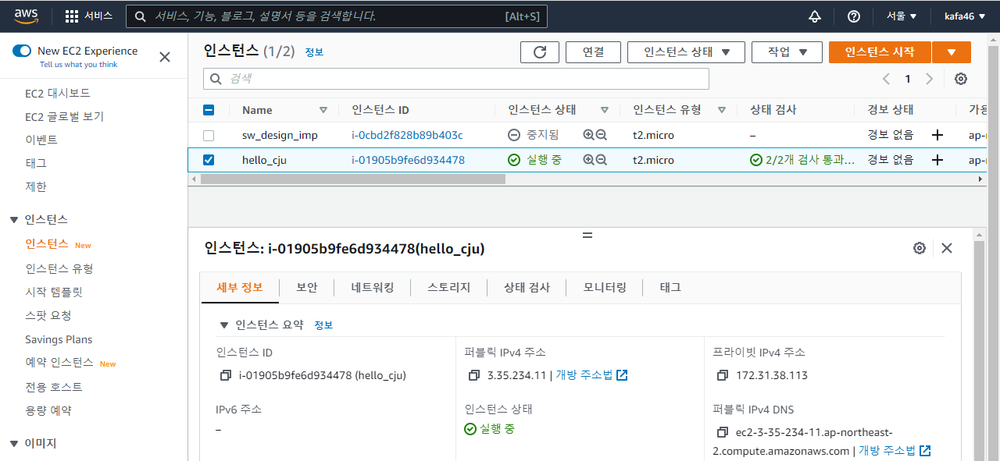 aws 서비스 서비스, 기능, 블로그, 설명서 등을 검색합니다. [Alt+S] 서울 ▼ kafa46 ▼
New EC2 Experience
Tell us what you think
EC2 대시보드
EC2 글로벌 보기
이벤트
태그
제한
▼ 인스턴스
인스턴스 New
인스턴스 유형
시작 템플릿
스팟 요청
Savings Plans
예약 인스턴스 New
전용 호스트
용량 예약
▼ 이미지
인스턴스 (1/2) 정보 연결 인스턴스 상태 ▼ 작업 ▼ 인스턴스 시작 ▼
검색 1
Name 인스턴스 ID 인스턴스 상태 인스턴스 유형 상태 검사 경보 상태
sw_design_imp i-0cbd2f828b89b403c 중지됨 t2.micro – 경보 없음 +
hello_cju i-01905b9fe6d934478 실행 중 t2.micro 2/2개 검사 통과... 경보 없음 +
인스턴스: i-01905b9fe6d934478(hello_cju)
세부 정보 보안 네트워킹 스토리지 상태 검사 모니터링 태그
▼ 인스턴스 요약 정보
인스턴스 ID 퍼블릭 IPv4 주소 프라이빗 IPv4 주소
i-01905b9fe6d934478 (hello_cju) 3.35.234.11 | 개방 주소법 172.31.38.113
IPv6 주소 인스턴스 상태 퍼블릭 IPv4 DNS
– 실행 중 ec2-3-35-234-11.ap-northeast-
2.compute.amazonaws.com | 개방 주소법